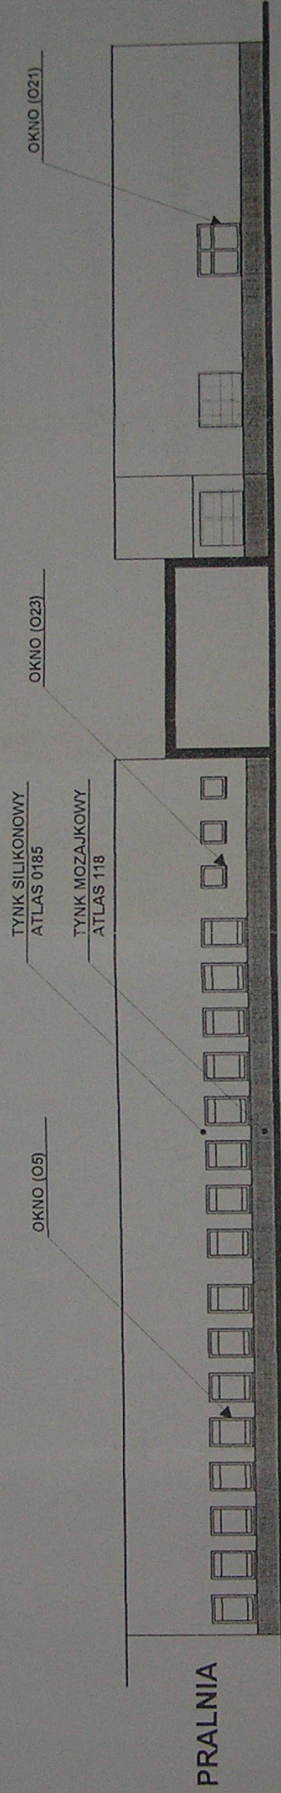 PRALNIA
OKNO (O5)
TYNK SILIKONOWY
ATLAS 0185
TYNK MOZAJKOWY
ATLAS 118
OKNO (O23)
OKNO (O21)